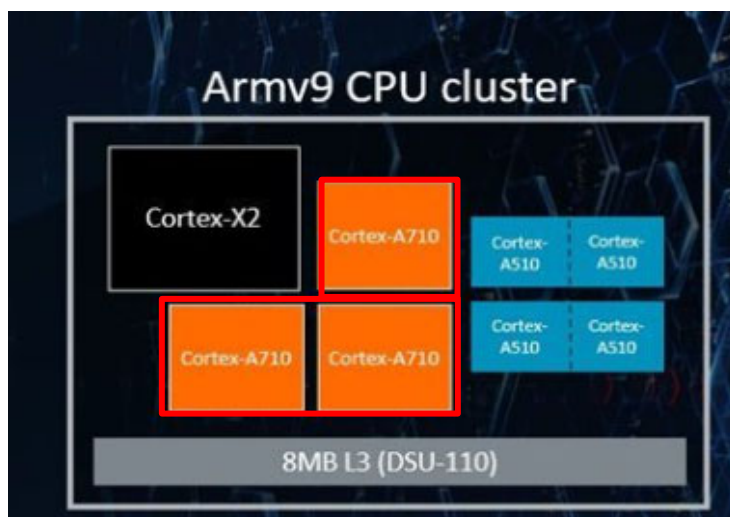 Armv9 CPU cluster
Cortex-X2
Cortex-A710
Cortex-
A510
Cortex-
A510
Cortex-A710
Cortex-A710
Cortex-
A510
Cortex-
A510
8MB L3 (DSU-110)